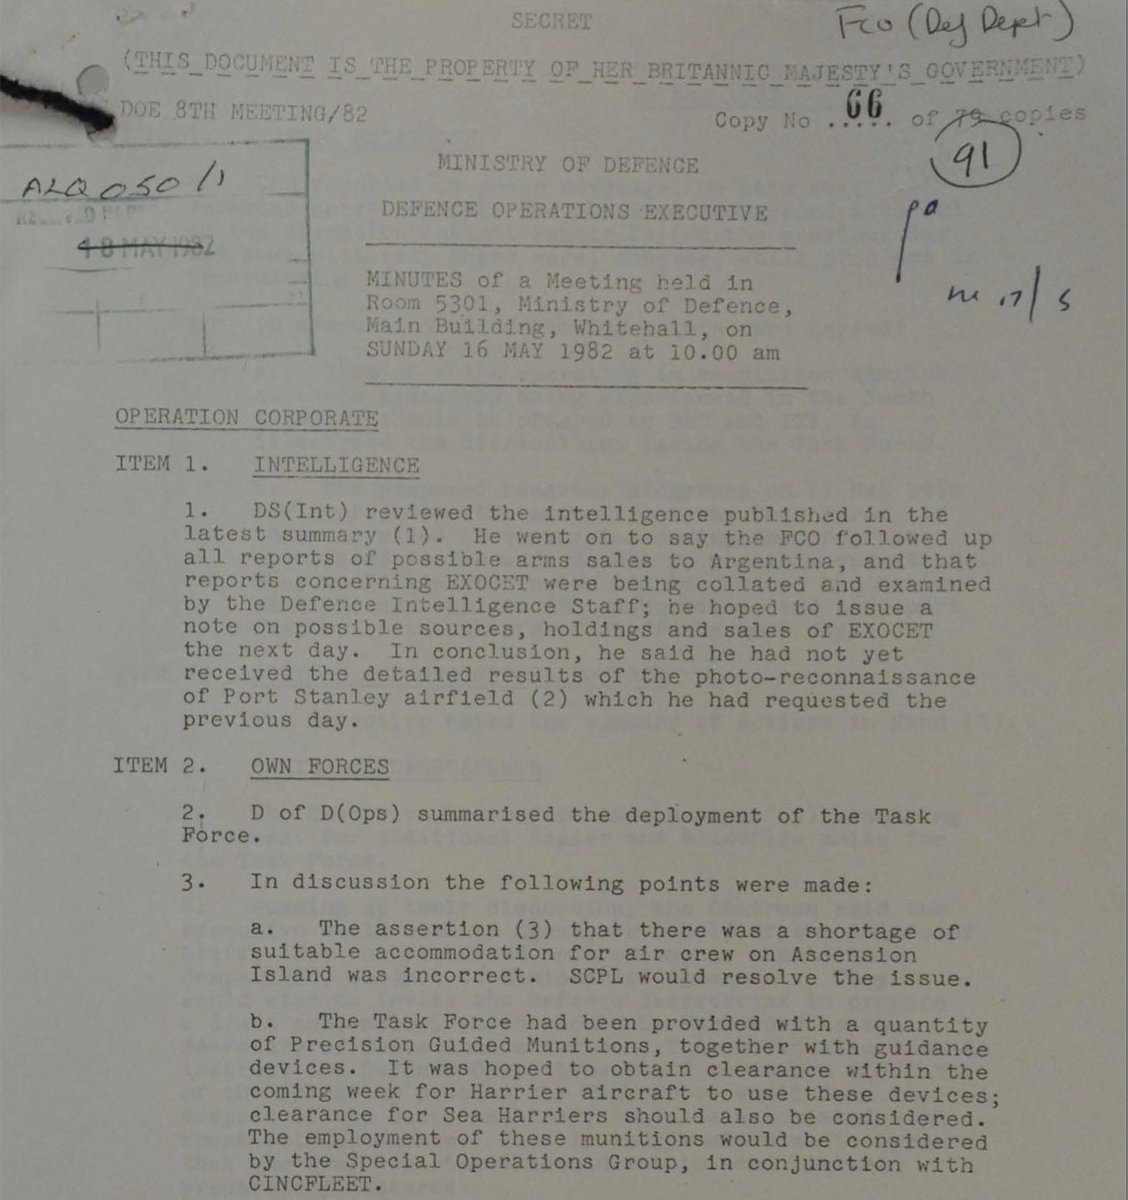 SECRET
FCO (Def Dept)
(THIS DOCUMENT IS THE PROPERTY OF HER BRITANNIC MAJESTY'S GOVERNMENT)
DOE 8TH MEETING/82
Copy No ..66.. of 79 copies
91
ALQ 050/1
18 MAY 1982
pa
17/5
MINISTRY OF DEFENCE
DEFENCE OPERATIONS EXECUTIVE
MINUTES of a Meeting held in
Room 5301, Ministry of Defence,
Main Building, Whitehall, on
SUNDAY 16 MAY 1982 at 10.00 am
OPERATION CORPORATE
ITEM 1. INTELLIGENCE
1. DS(Int) reviewed the intelligence published in the
latest summary (1). He went on to say the FCO followed up
all reports of possible arms sales to Argentina, and that
reports concerning EXOCET were being collated and examined
by the Defence Intelligence Staff; he hoped to issue a
note on possible sources, holdings and sales of EXOCET
the next day. In conclusion, he said he had not yet
received the detailed results of the photo-reconnaissance
of Port Stanley airfield (2) which he had requested the
previous day.
ITEM 2. OWN FORCES
2. D of D(Ops) summarised the deployment of the Task
Force.
3. In discussion the following points were made:
a. The assertion (3) that there was a shortage of
suitable accommodation for air crew on Ascension
Island was incorrect. SCPL would resolve the issue.
b. The Task Force had been provided with a quantity
of Precision Guided Munitions, together with guidance
devices. It was hoped to obtain clearance within the
coming week for Harrier aircraft to use these devices;
clearance for Sea Harriers should also be considered.
The employment of these munitions would be considered
by the Special Operations Group, in conjunction with
CINCFLEET.